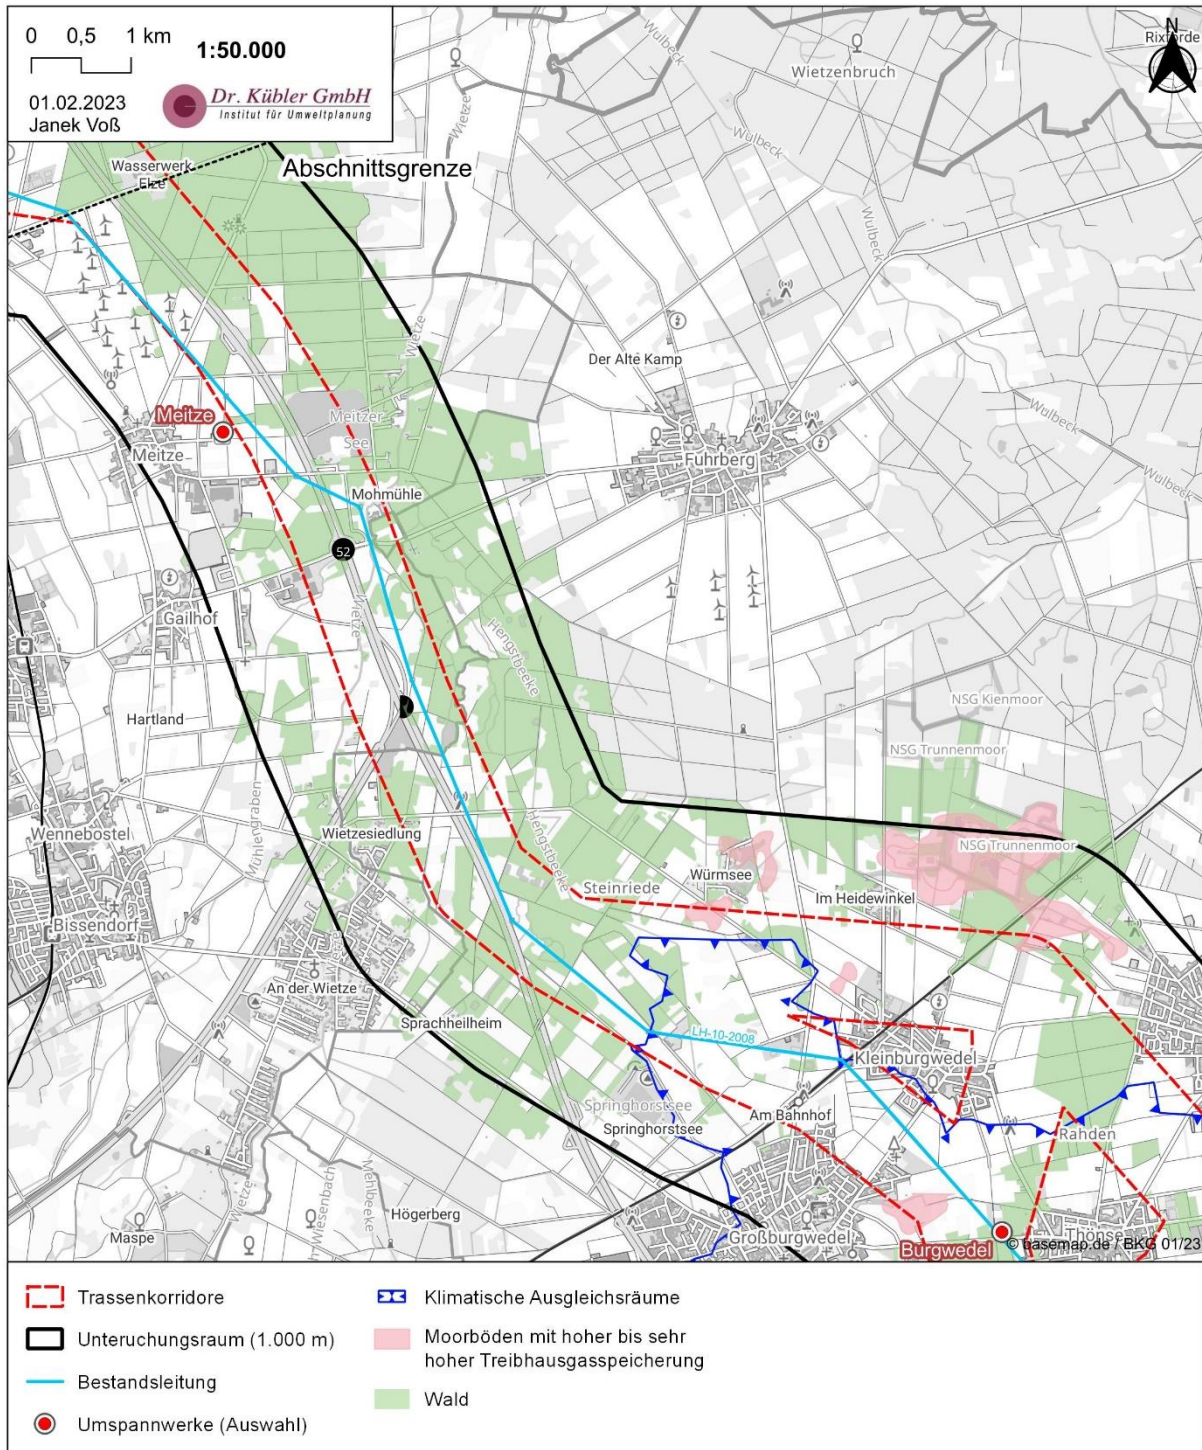 0 0,5 1 km
1:50.000
01.02.2023
Janek Voß
Dr. Kübler GmbH
Institut für Umweltplanung
N
Rixförde
Wulbeck
Wietzenbruch
Wietze
Wulbeck
Abschnittsgrenze
Wasserwerk
Elze
Wulbeck
Wietze
Der Alte Kamp
Meitze
Meitzer
See
Wulbeck
Meitze
Fuhrberg
Wulbeck
Mohmühle
52
Wietze
Gailhof
Hengstbeeke
NSG Kienmoor
Hartland
NSG Trunnenmoor
Mühlengraben
Hengstbeeke
Wennebostel
Wietzesiedlung
NSG Trunnenmoor
Würmsee
Steinriede
Im Heidewinkel
Bissendorf
An der Wietze
Sprachheilheim
LH-10-2008
Kleinburgwedel
Springhorstsee
Am Bahnhof
Springhorstsee
Rahden
Wietze
Wiesenbach
Mehlbeeke
Högerberg
Maspe
Großburgwedel
Burgwedel
Thönse
© basemap.de / BKG 01/23
Trassenkorridore
Unteruchungsraum (1.000 m)
Bestandsleitung
Umspannwerke (Auswahl)
Klimatische Ausgleichsräume
Moorböden mit hoher bis sehr
hoher Treibhausgasspeicherung
Wald